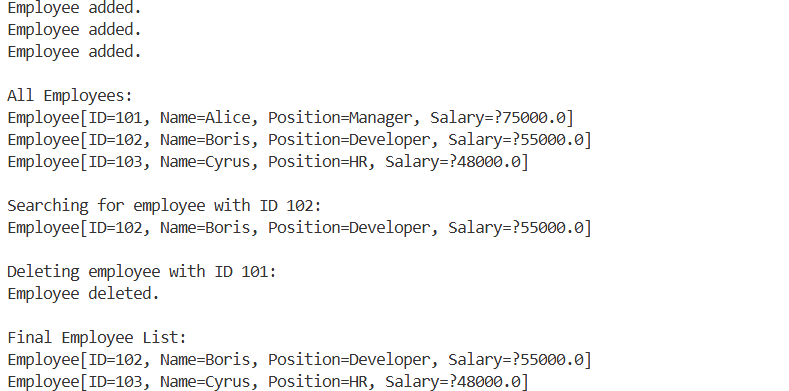 Employee added.
Employee added.
Employee added.
All Employees:
Employee[ID=101, Name=Alice, Position=Manager, Salary=?75000.0]
Employee[ID=102, Name=Boris, Position=Developer, Salary=?55000.0]
Employee[ID=103, Name=Cyrus, Position=HR, Salary=?48000.0]
Searching for employee with ID 102:
Employee[ID=102, Name=Boris, Position=Developer, Salary=?55000.0]
Deleting employee with ID 101:
Employee deleted.
Final Employee List:
Employee[ID=102, Name=Boris, Position=Developer, Salary=?55000.0]
Employee[ID=103, Name=Cyrus, Position=HR, Salary=?48000.0]